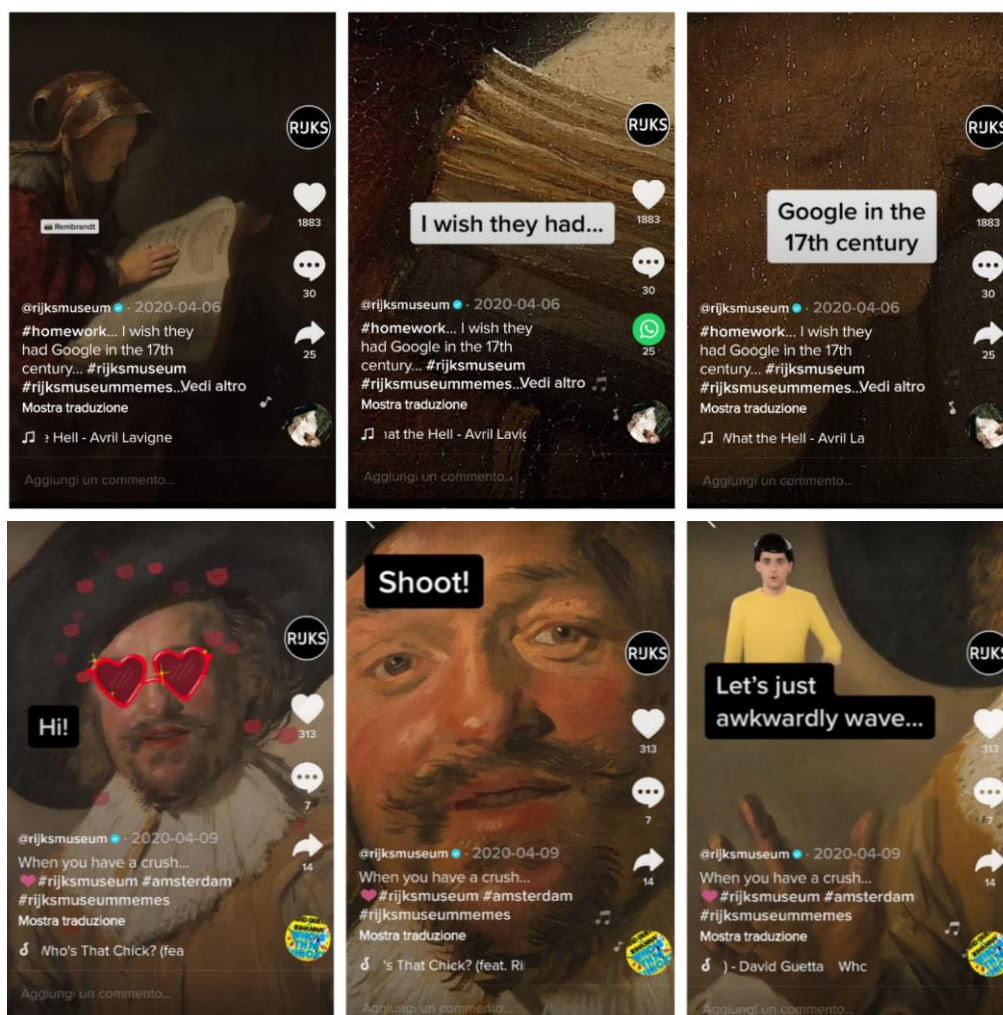 RIJKS
1883
Rembrandt
30
@rijksmuseum · 2020-04-06
#homework... I wish they
had Google in the 17th
century... #rijksmuseum
#rijksmuseummemes...Vedi altro
25
Mostra traduzione
e Hell - Avril Lavigne
Aggiungi un commento...
RIJKS
1883
I wish they had...
30
@rijksmuseum · 2020-04-06
#homework... I wish they
had Google in the 17th
century... #rijksmuseum
#rijksmuseummemes...Vedi altro
25
Mostra traduzione
hat the Hell - Avril Lavig
Aggiungi un commento...
RIJKS
1883
Google in the
17th century
30
@rijksmuseum · 2020-04-06
#homework... I wish they
had Google in the 17th
century... #rijksmuseum
#rijksmuseummemes...Vedi altro
25
Mostra traduzione
What the Hell - Avril La
Aggiungi un commento...
RIJKS
Hi!
313
7
@rijksmuseum · 2020-04-09
When you have a crush...
#rijksmuseum #amsterdam
#rijksmuseummemes
14
Mostra traduzione
Who's That Chick? (fea
Aggiungi un commento...
Shoot!
RIJKS
313
7
@rijksmuseum · 2020-04-09
When you have a crush...
#rijksmuseum #amsterdam
#rijksmuseummemes
14
Mostra traduzione
's That Chick? (feat. Ri
Aggiungi un commento...
RIJKS
Let's just
awkwardly wave...
313
7
@rijksmuseum · 2020-04-09
When you have a crush...
#rijksmuseum #amsterdam
#rijksmuseummemes
14
Mostra traduzione
) - David Guetta Who
Aggiungi un commento...